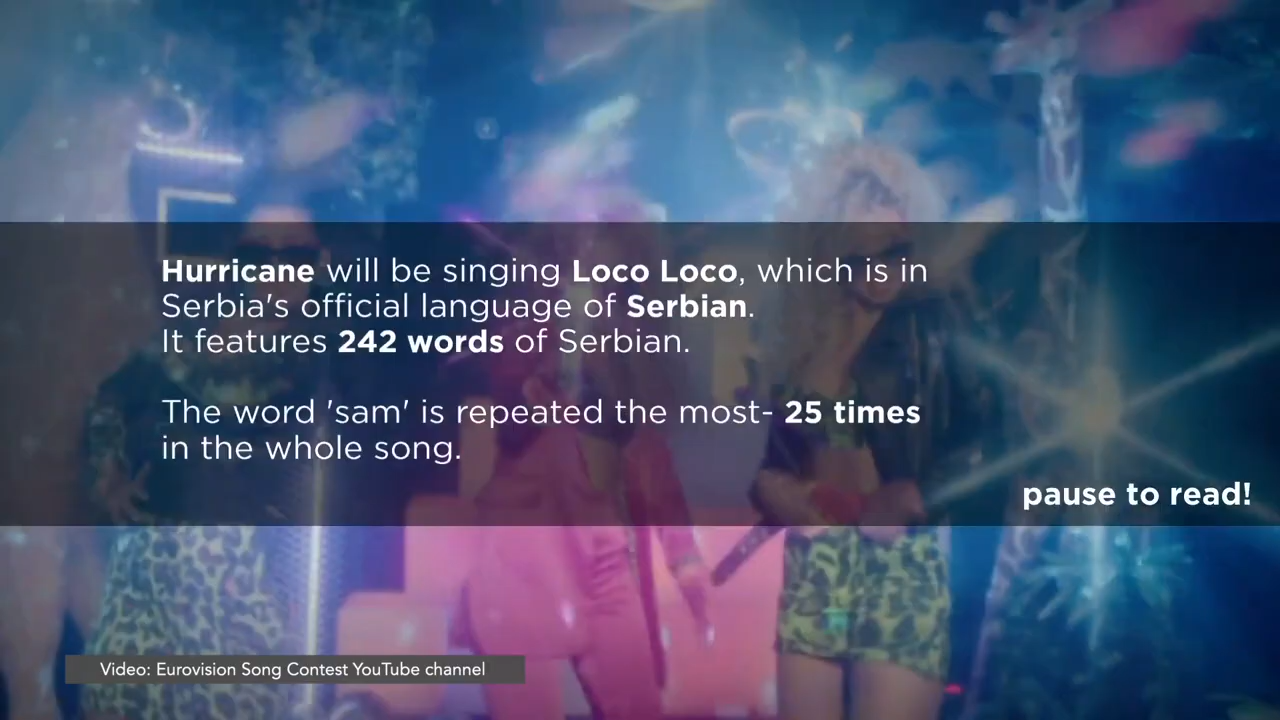 Hurricane will be singing Loco Loco, which is in
Serbia's official language of Serbian.
It features 242 words of Serbian.
The word 'sam' is repeated the most- 25 times
in the whole song.
pause to read!
Video: Eurovision Song Contest YouTube channel